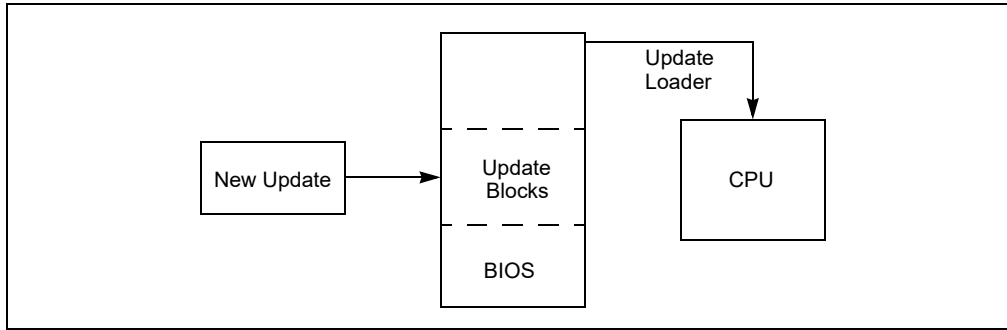 Update
Loader
New Update
Update
Blocks
CPU
BIOS